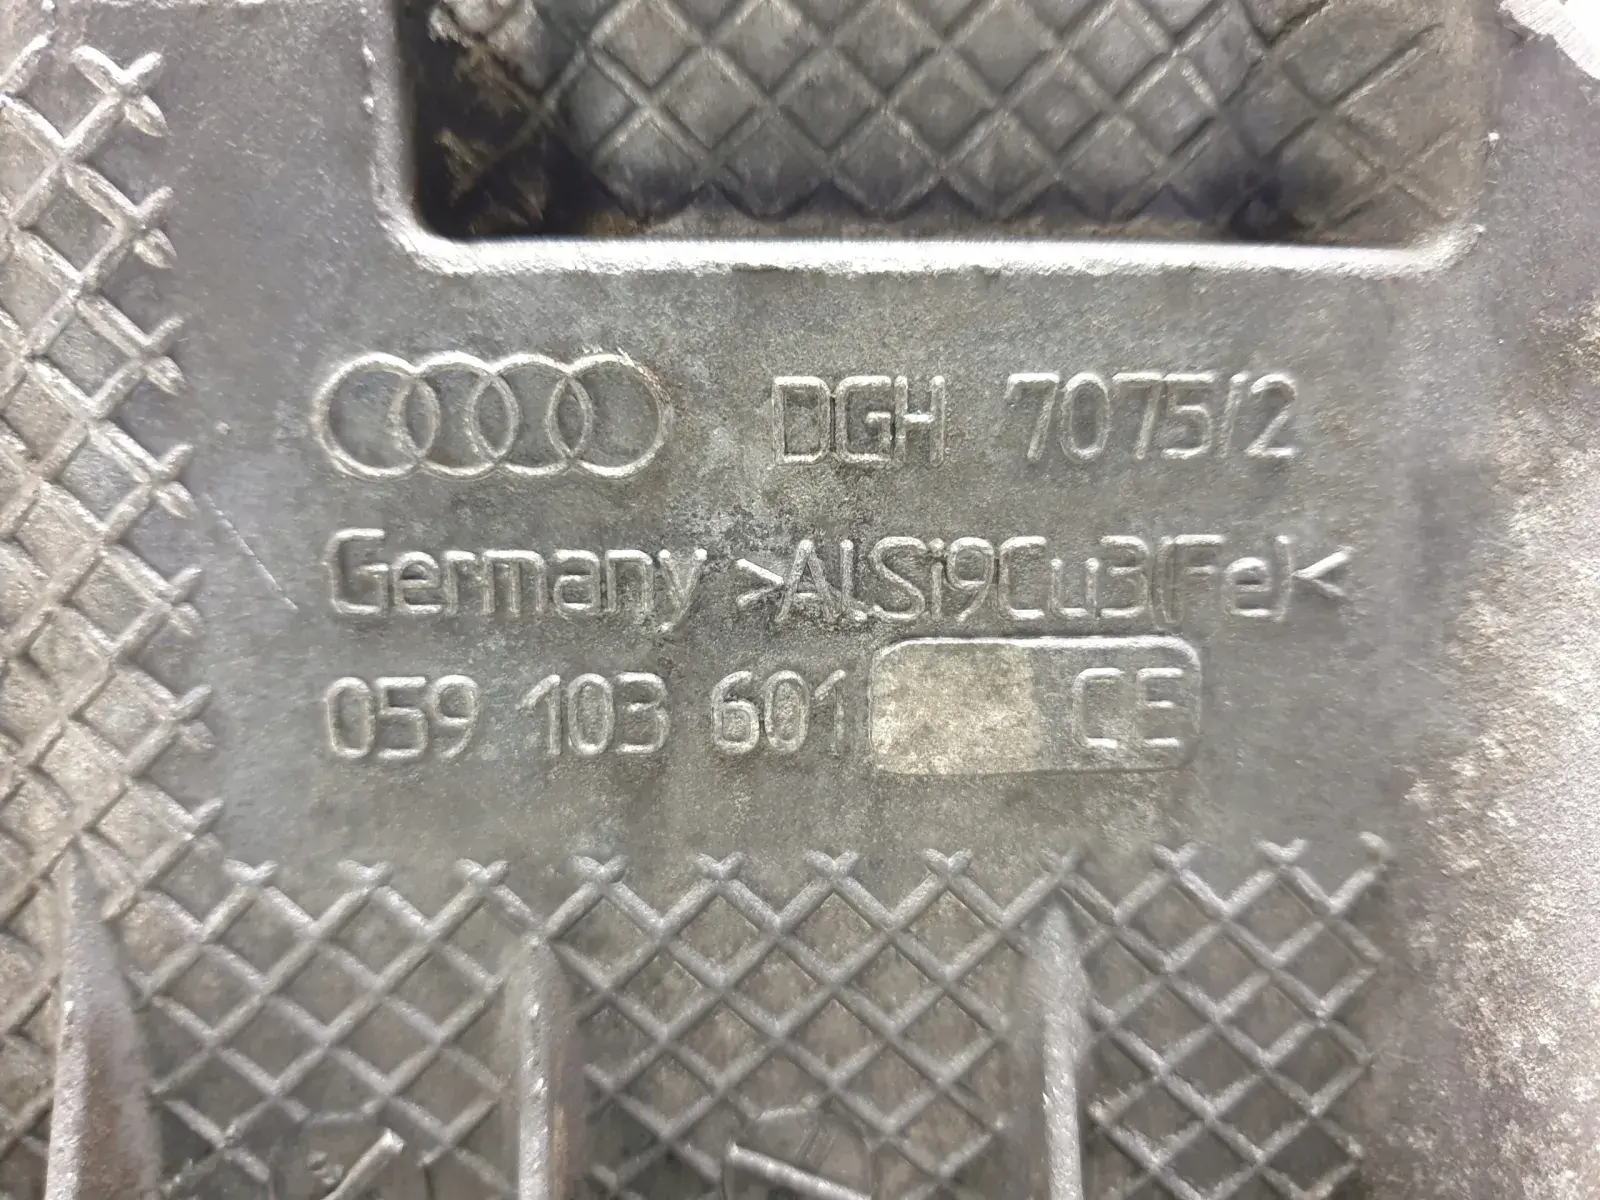 DGH 7075/2
Germany >ALSi9Cu3(Fe)<
059 103 601 CE